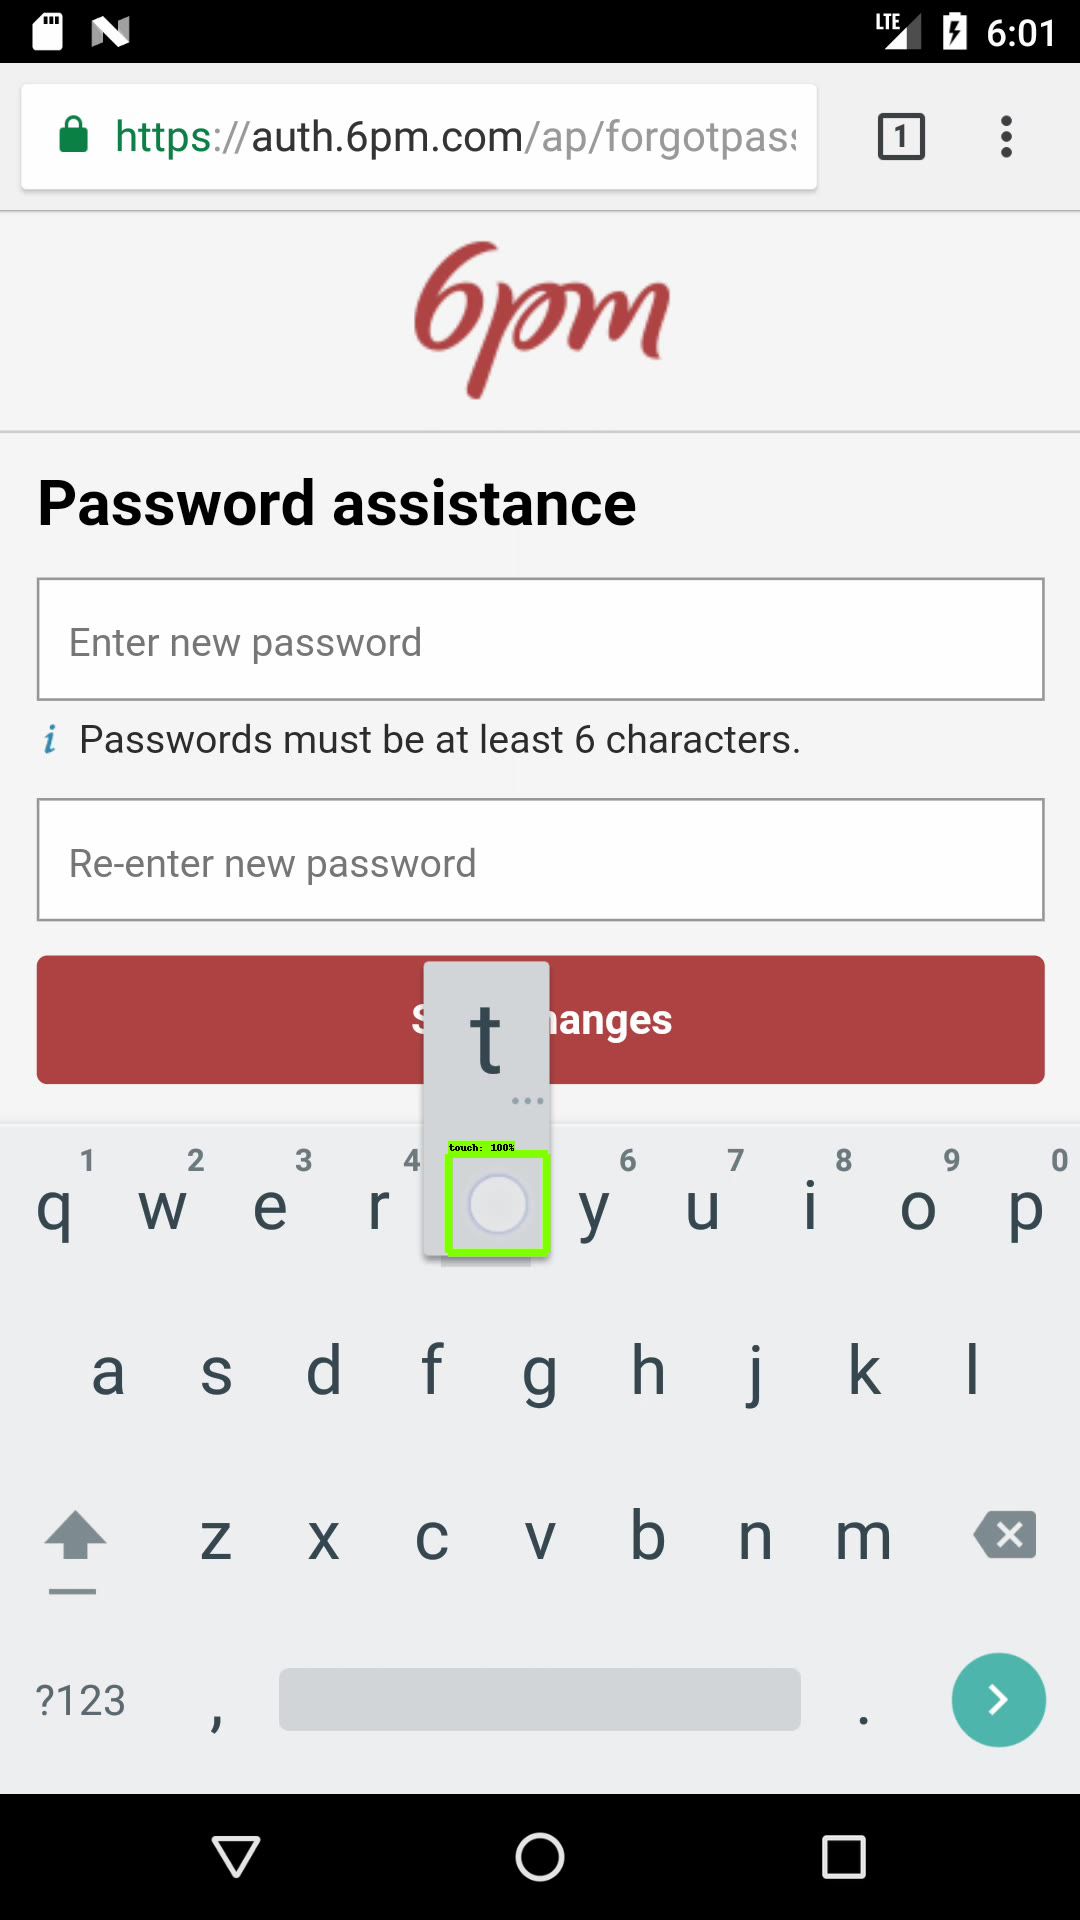 LTE 6:01
https://auth.6pm.com/ap/forgotpass
1
6pm
Password assistance
Enter new password
i Passwords must be at least 6 characters.
Re-enter new password
S hanges
t
...
touch: 100%
1 2 3 4 6 7 8 9 0
q w e r y u i o p
a s d f g h j k l
z x c v b n m
?123 , .